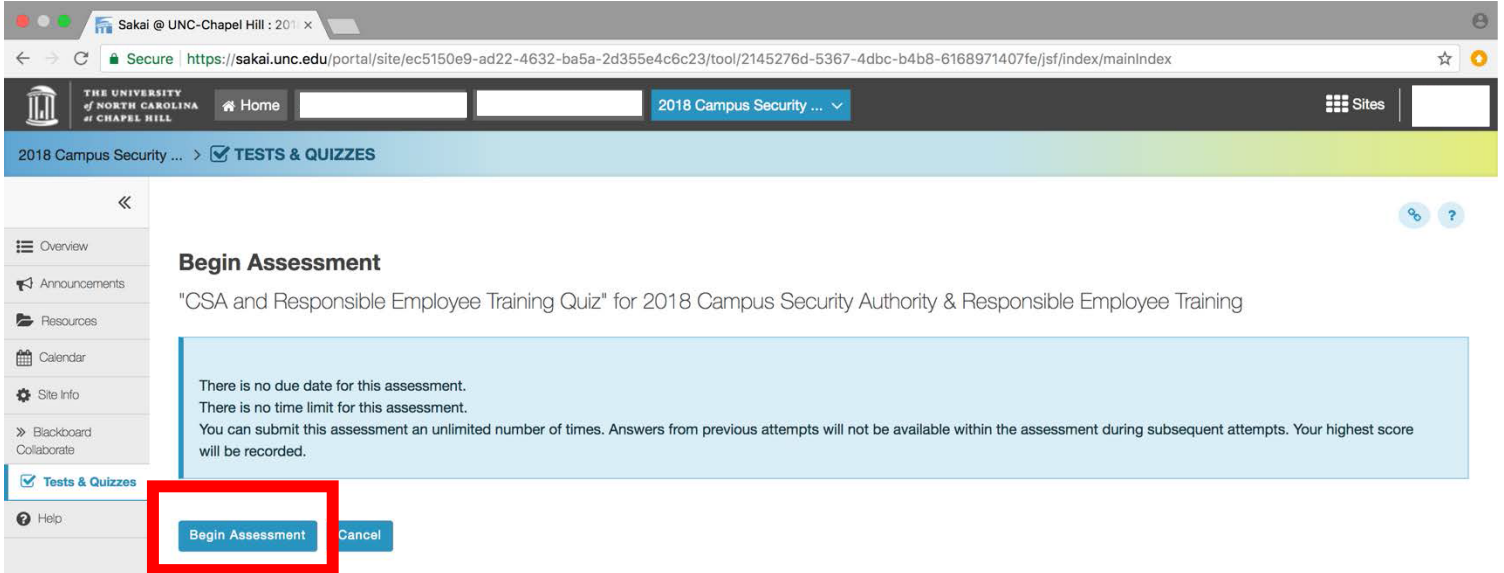 Sakai @ UNC-Chapel Hill : 201
Secure https://sakai.unc.edu/portal/site/ec5150e9-ad22-4632-ba5a-2d355e4c6c23/tool/2145276d-5367-4dbc-b4b8-6168971407fe/jsf/index/mainIndex
THE UNIVERSITY
of NORTH CAROLINA
at CHAPEL HILL
Home
2018 Campus Security ...
Sites
2018 Campus Security ... > TESTS & QUIZZES
Overview
Announcements
Resources
Calendar
Site Info
Blackboard
Collaborate
Tests & Quizzes
Help
Begin Assessment
"CSA and Responsible Employee Training Quiz" for 2018 Campus Security Authority & Responsible Employee Training
There is no due date for this assessment.
There is no time limit for this assessment.
You can submit this assessment an unlimited number of times. Answers from previous attempts will not be available within the assessment during subsequent attempts. Your highest score
will be recorded.
Begin Assessment
Cancel